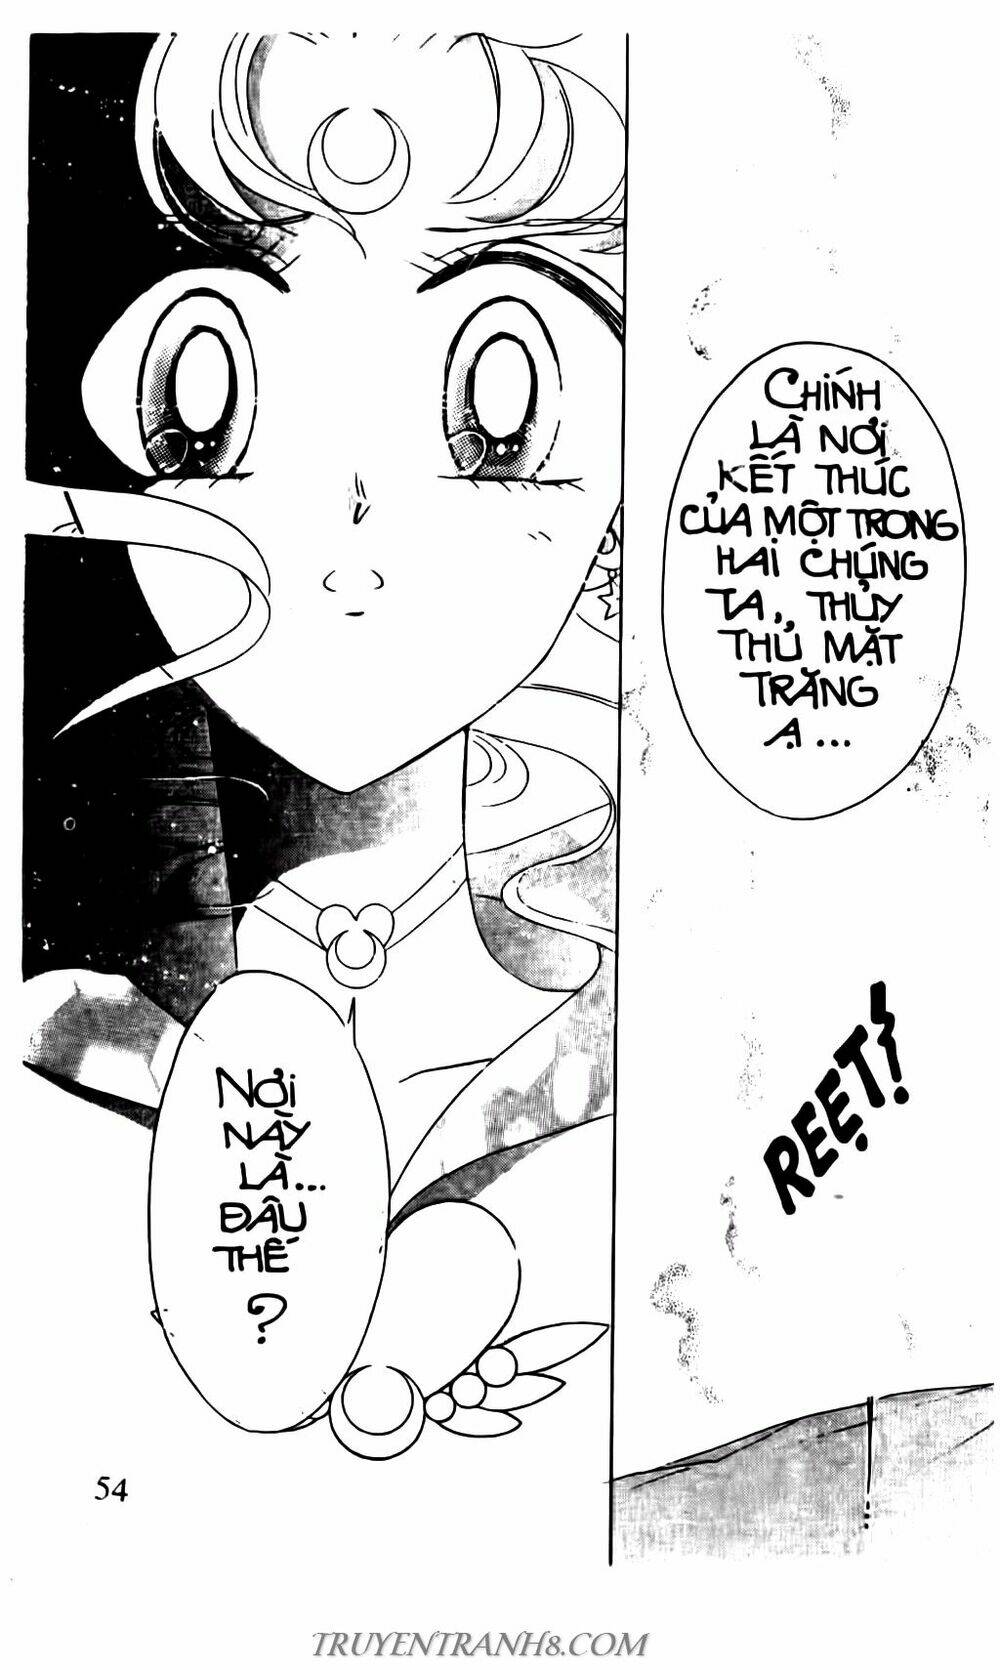 CHÍNH
LÀ NƠI
KẾT THÚC
CỦA MỘT TRONG
HAI CHÚNG
TA, THỦY
THỦ MẶT
TRĂNG
Ạ...
REẸT!
NƠI
NÀY
LÀ...
ĐÂU
THẾ
?
54
TRUYENTRANH8.COM